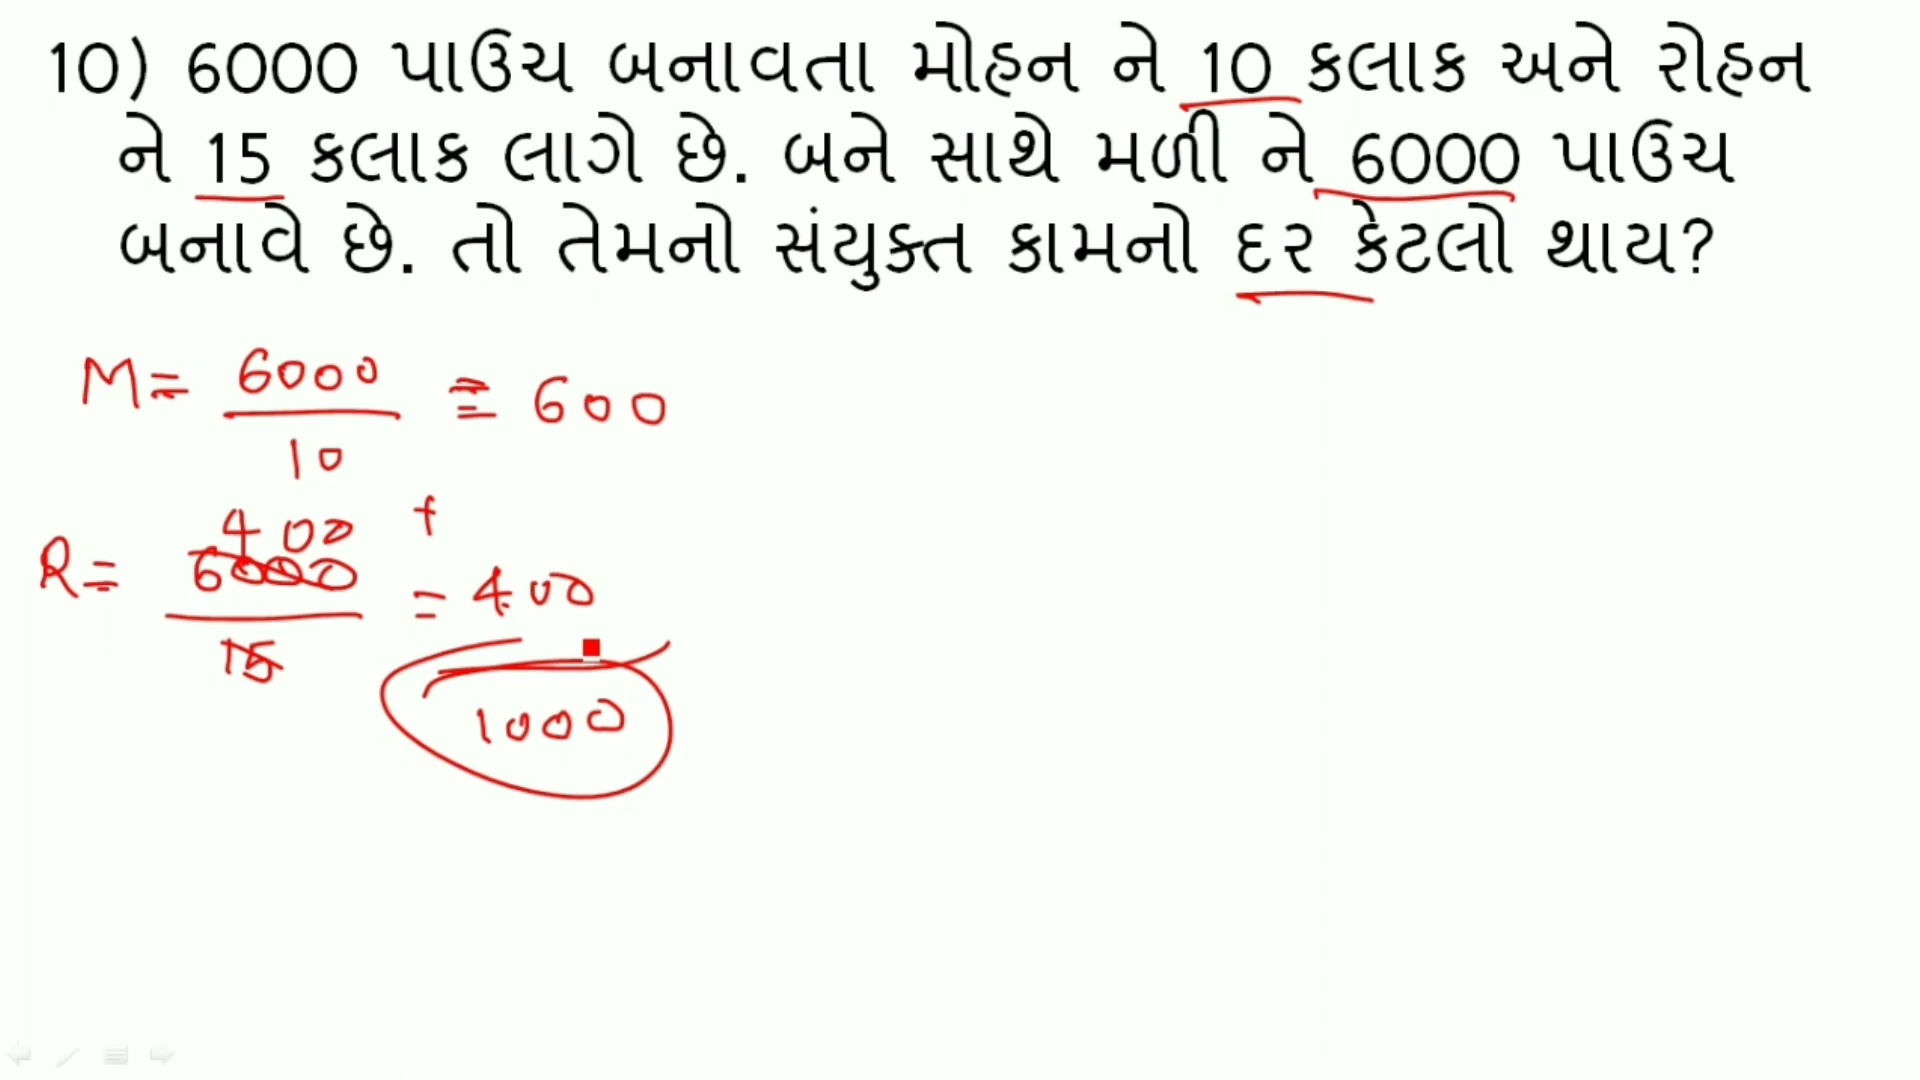 10) 6000 પાઉચ બનાવતા મોહન ને 10 કલાક અને રોહન
ને 15 કલાક લાગે છે. બને સાથે મળી ને 6000 પાઉચ
બનાવે છે. તો તેમનો સંયુક્ત કામનો દર કેટલો થાય?
M = 6000 = 600
10
400 +
R = 6000 = 400
15
1000